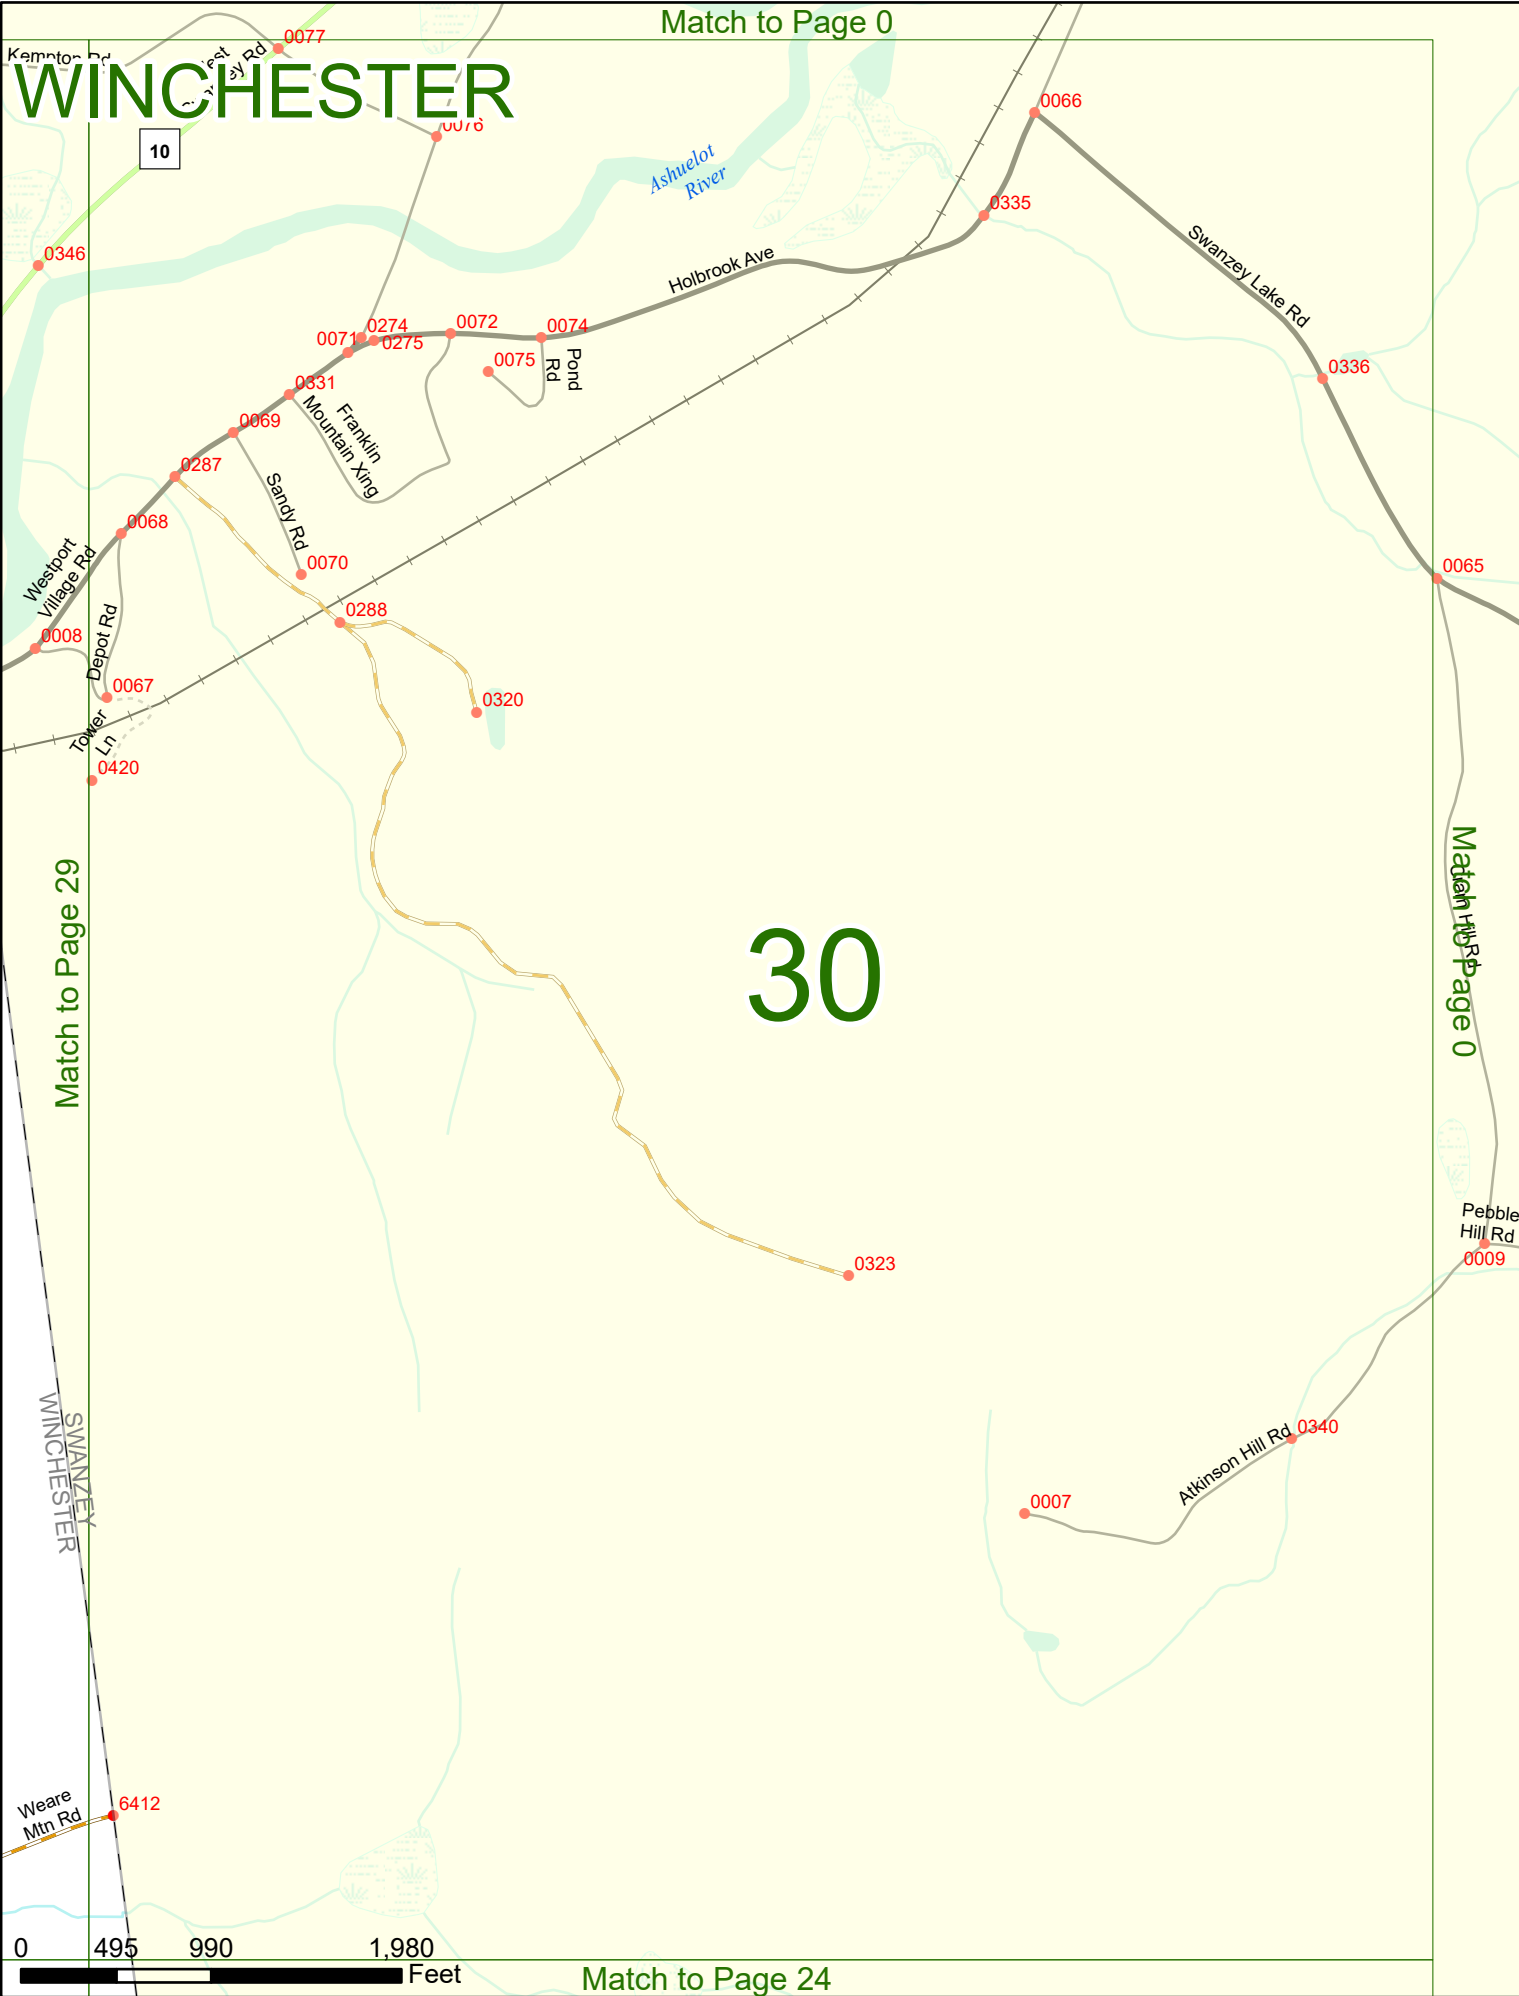 Match to Page 0
0077
Kempton Rd
WINCHESTER
0076
10
0066
Ashuelot
River
0335
0346
Swanzey Lake Rd
Holbrook Ave
0274
0072
0074
0071
0275
0075
Pond
Rd
0336
0331
Franklin
Mountain Xing
0069
0287
Sandy Rd
0068
Westport
Village Rd
0070
0065
0288
0008
Depot Rd
0067
0320
Tower
Ln
0420
Match to Page 29
Match to Page 0
30
Pebble
Hill Rd
0009
0323
SWANZEY
WINCHESTER
0340
Atkinson Hill Rd
0007
6412
Weare
Mtn Rd
0 495 990 1,980
Feet
Match to Page 24